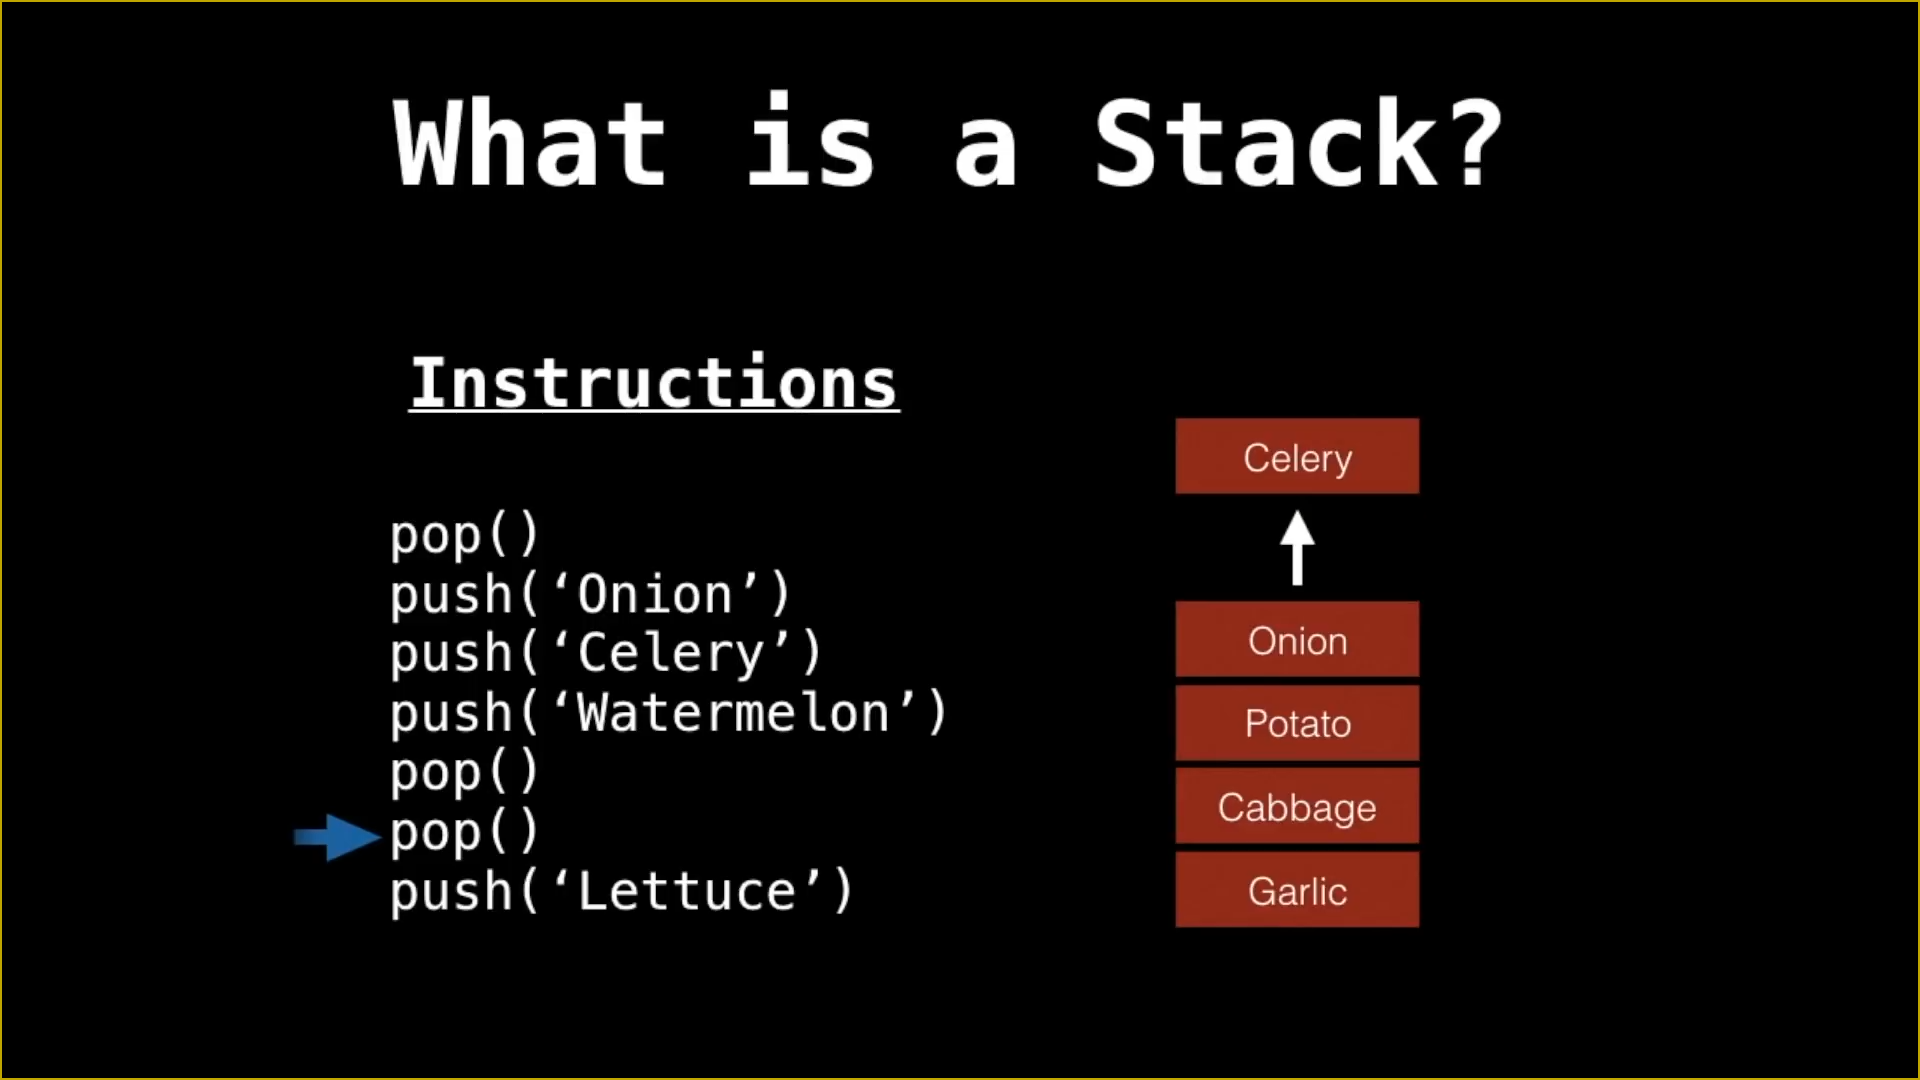 What is a Stack?
Instructions
pop()
push(‘Onion’)
push(‘Celery’)
push(‘Watermelon’)
pop()
pop()
push(‘Lettuce’)
Celery
Onion
Potato
Cabbage
Garlic